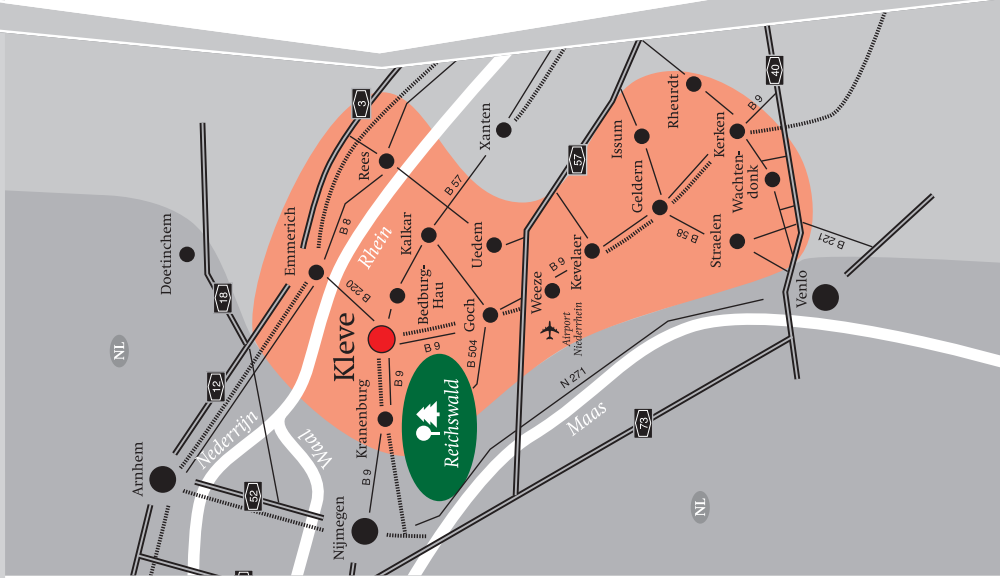 Doetinchem
NL
18
12
Arnhem
Nederrijn
Waal
52
Nijmegen
Emmerich
3
Rees
B 8
Rhein
B 220
Kleve
Kalkar
Bedburg-
Hau
B 57
Xanten
Uedem
Goch
B 9
B 504
B 9
Kranenburg
B 9
Reichswald
Weeze
B 9
Kevelaer
Airport
Niederrhein
57
Issum
Geldern
Rheurdt
Kerken
B 9
40
Wachten-
donk
B 58
Straelen
B 221
Venlo
N 271
Maas
73
NL